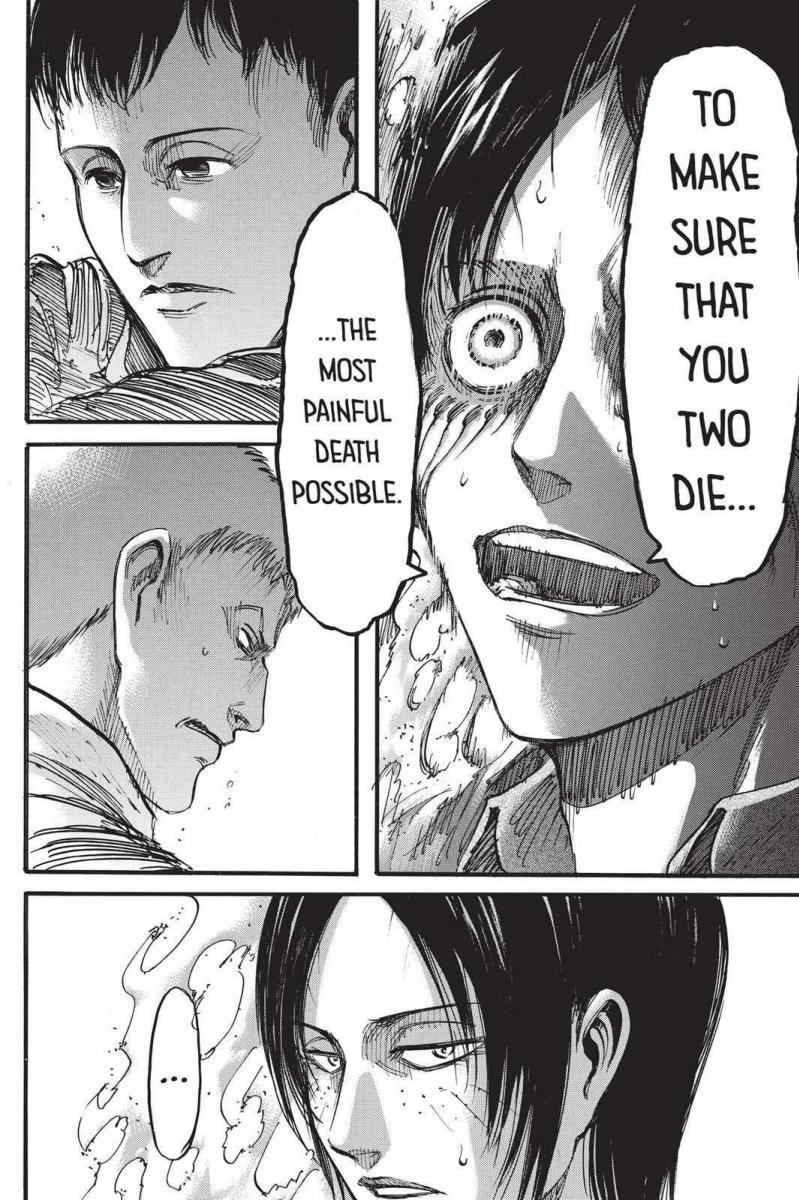 TO
MAKE
SURE
THAT
YOU
TWO
DIE...
...THE
MOST
PAINFUL
DEATH
POSSIBLE.
...